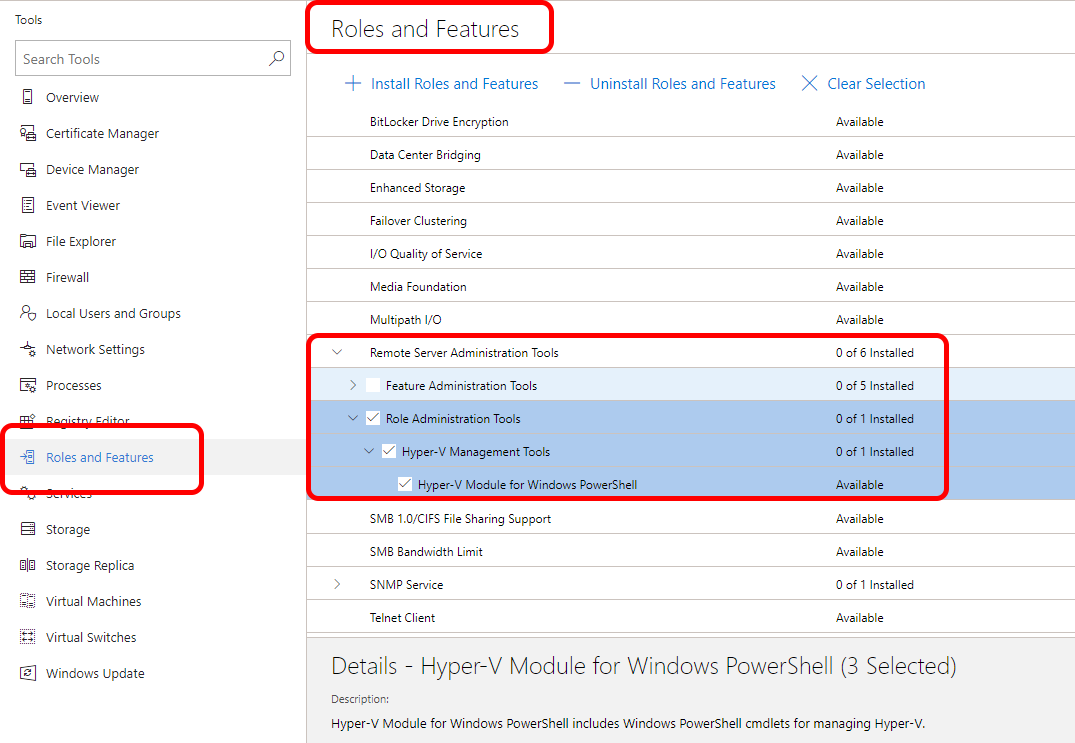 Tools
Search Tools
Overview
Certificate Manager
Device Manager
Event Viewer
File Explorer
Firewall
Local Users and Groups
Network Settings
Processes
Registry Editor
Roles and Features
Services
Storage
Storage Replica
Virtual Machines
Virtual Switches
Windows Update
Roles and Features
Install Roles and Features Uninstall Roles and Features Clear Selection
BitLocker Drive Encryption Available
Data Center Bridging Available
Enhanced Storage Available
Failover Clustering Available
I/O Quality of Service Available
Media Foundation Available
Multipath I/O Available
Remote Server Administration Tools 0 of 6 Installed
Feature Administration Tools 0 of 5 Installed
Role Administration Tools 0 of 1 Installed
Hyper-V Management Tools 0 of 1 Installed
Hyper-V Module for Windows PowerShell Available
SMB 1.0/CIFS File Sharing Support Available
SMB Bandwidth Limit Available
SNMP Service 0 of 1 Installed
Telnet Client Available
Details - Hyper-V Module for Windows PowerShell (3 Selected)
Description:
Hyper-V Module for Windows PowerShell includes Windows PowerShell cmdlets for managing Hyper-V.